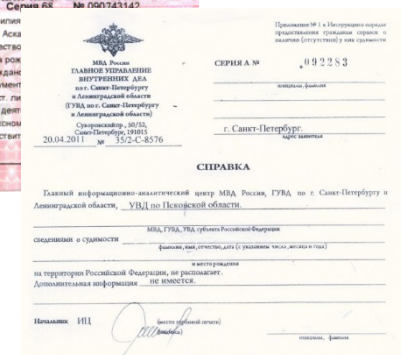 Серия 68 № 090743142
Приложение № 1 к Инструкции порядке
предоставления гражданам справки о
наличии (отсутствии) у них судимости
МВД России
ГЛАВНОЕ УПРАВЛЕНИЕ
ВНУТРЕННИХ ДЕЛ
по г. Санкт-Петербургу
и Ленинградской области
(ГУВД по г. Санкт-Петербургу
и Ленинградской области)
Суворовский пр., 50/52,
Санкт-Петербург, 191015
20.04.2011 № 35/2-С-8576
СЕРИЯ А № 092283
инициалы, фамилия
г. Санкт-Петербург.
адрес заявителя
СПРАВКА
Главный информационно-аналитический центр МВД России, ГУВД по г. Санкт-Петербургу и
Ленинградской области, УВД по Псковской области.
МВД, ГУВД, УВД субъекта Российской Федерации
сведениями о судимости
фамилия, имя, отчество, дата (с указанием числа, месяца и года)
и место рождения
на территории Российской Федерации, не располагает.
Дополнительная информация не имеется.
Начальник ИЦ
(место гербовой печати)
(подпись)
инициалы, фамилия